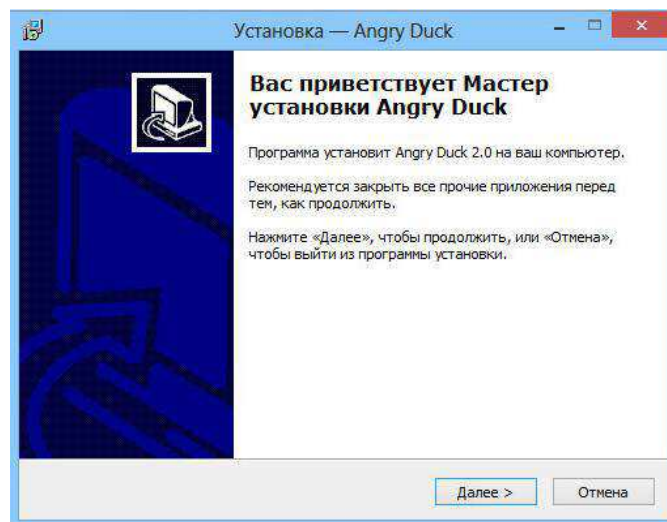 Установка — Angry Duck
Вас приветствует Мастер
установки Angry Duck
Программа установит Angry Duck 2.0 на ваш компьютер.
Рекомендуется закрыть все прочие приложения перед
тем, как продолжить.
Нажмите «Далее», чтобы продолжить, или «Отмена»,
чтобы выйти из программы установки.
Далее >
Отмена